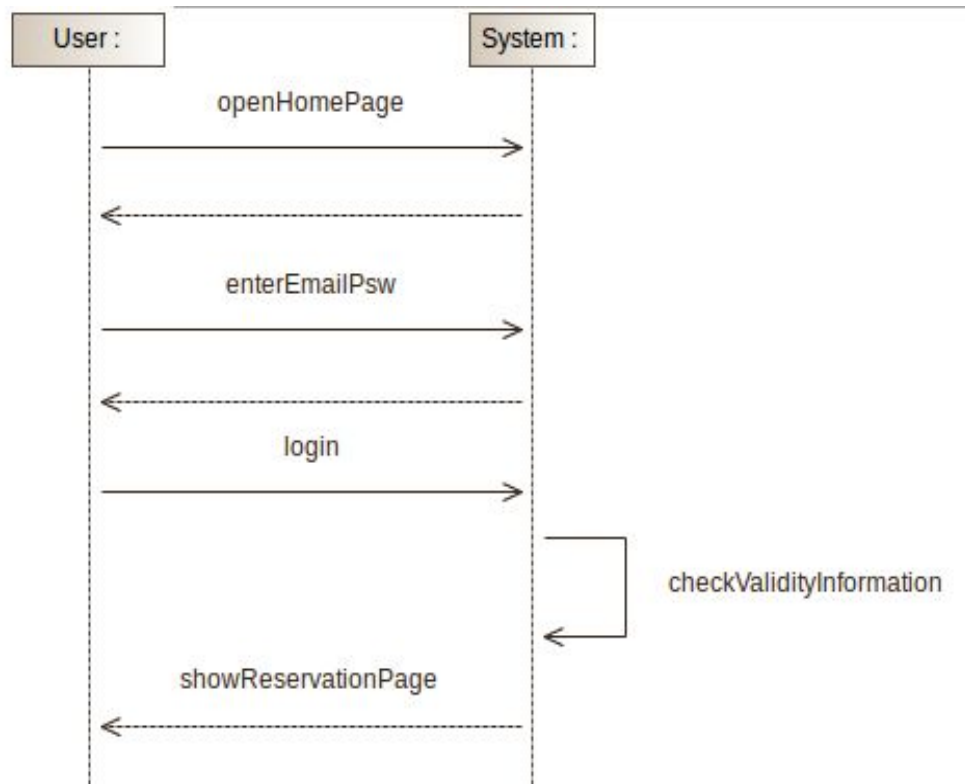 User :
System :
openHomePage
enterEmailPsw
login
checkValidityInformation
showReservationPage